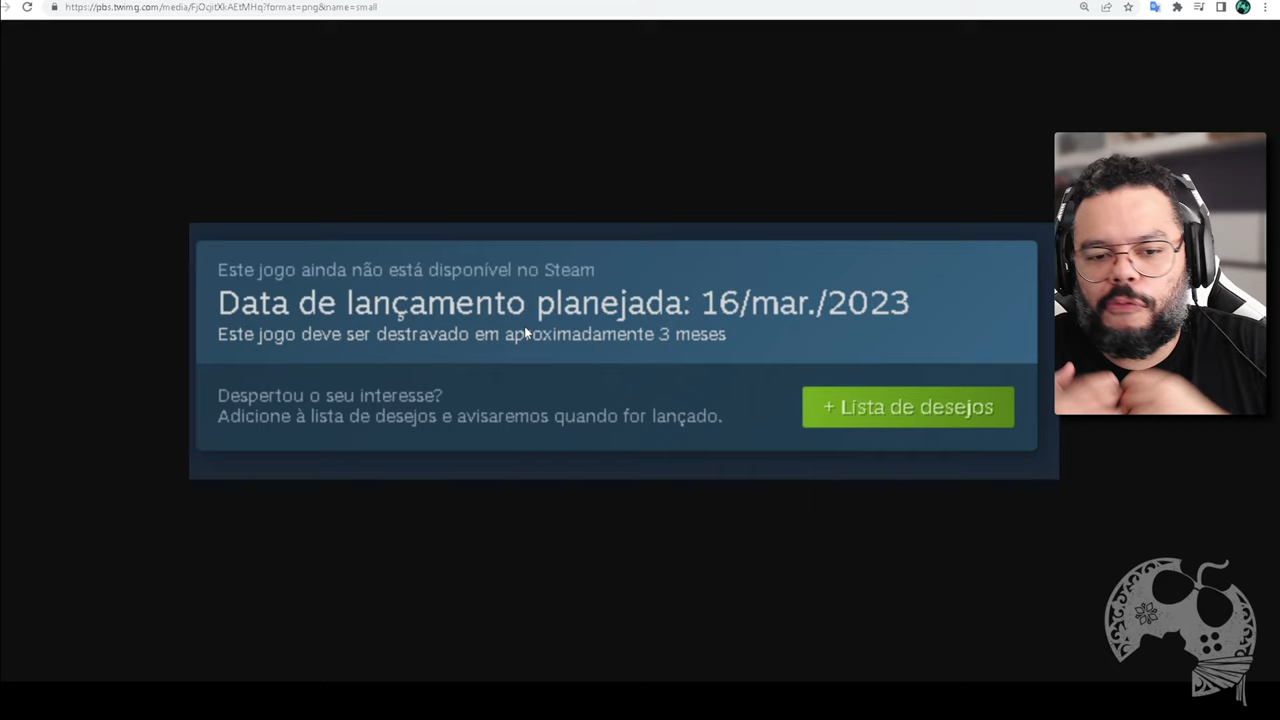 https://pbs.twimg.com/media/FjOcjitXkAEtMHq?format=png&name=small
Este jogo ainda não está disponível no Steam
Data de lançamento planejada: 16/mar./2023
Este jogo deve ser destravado em aproximadamente 3 meses
Despertou o seu interesse?
Adicione à lista de desejos e avisaremos quando for lançado.
+ Lista de desejos